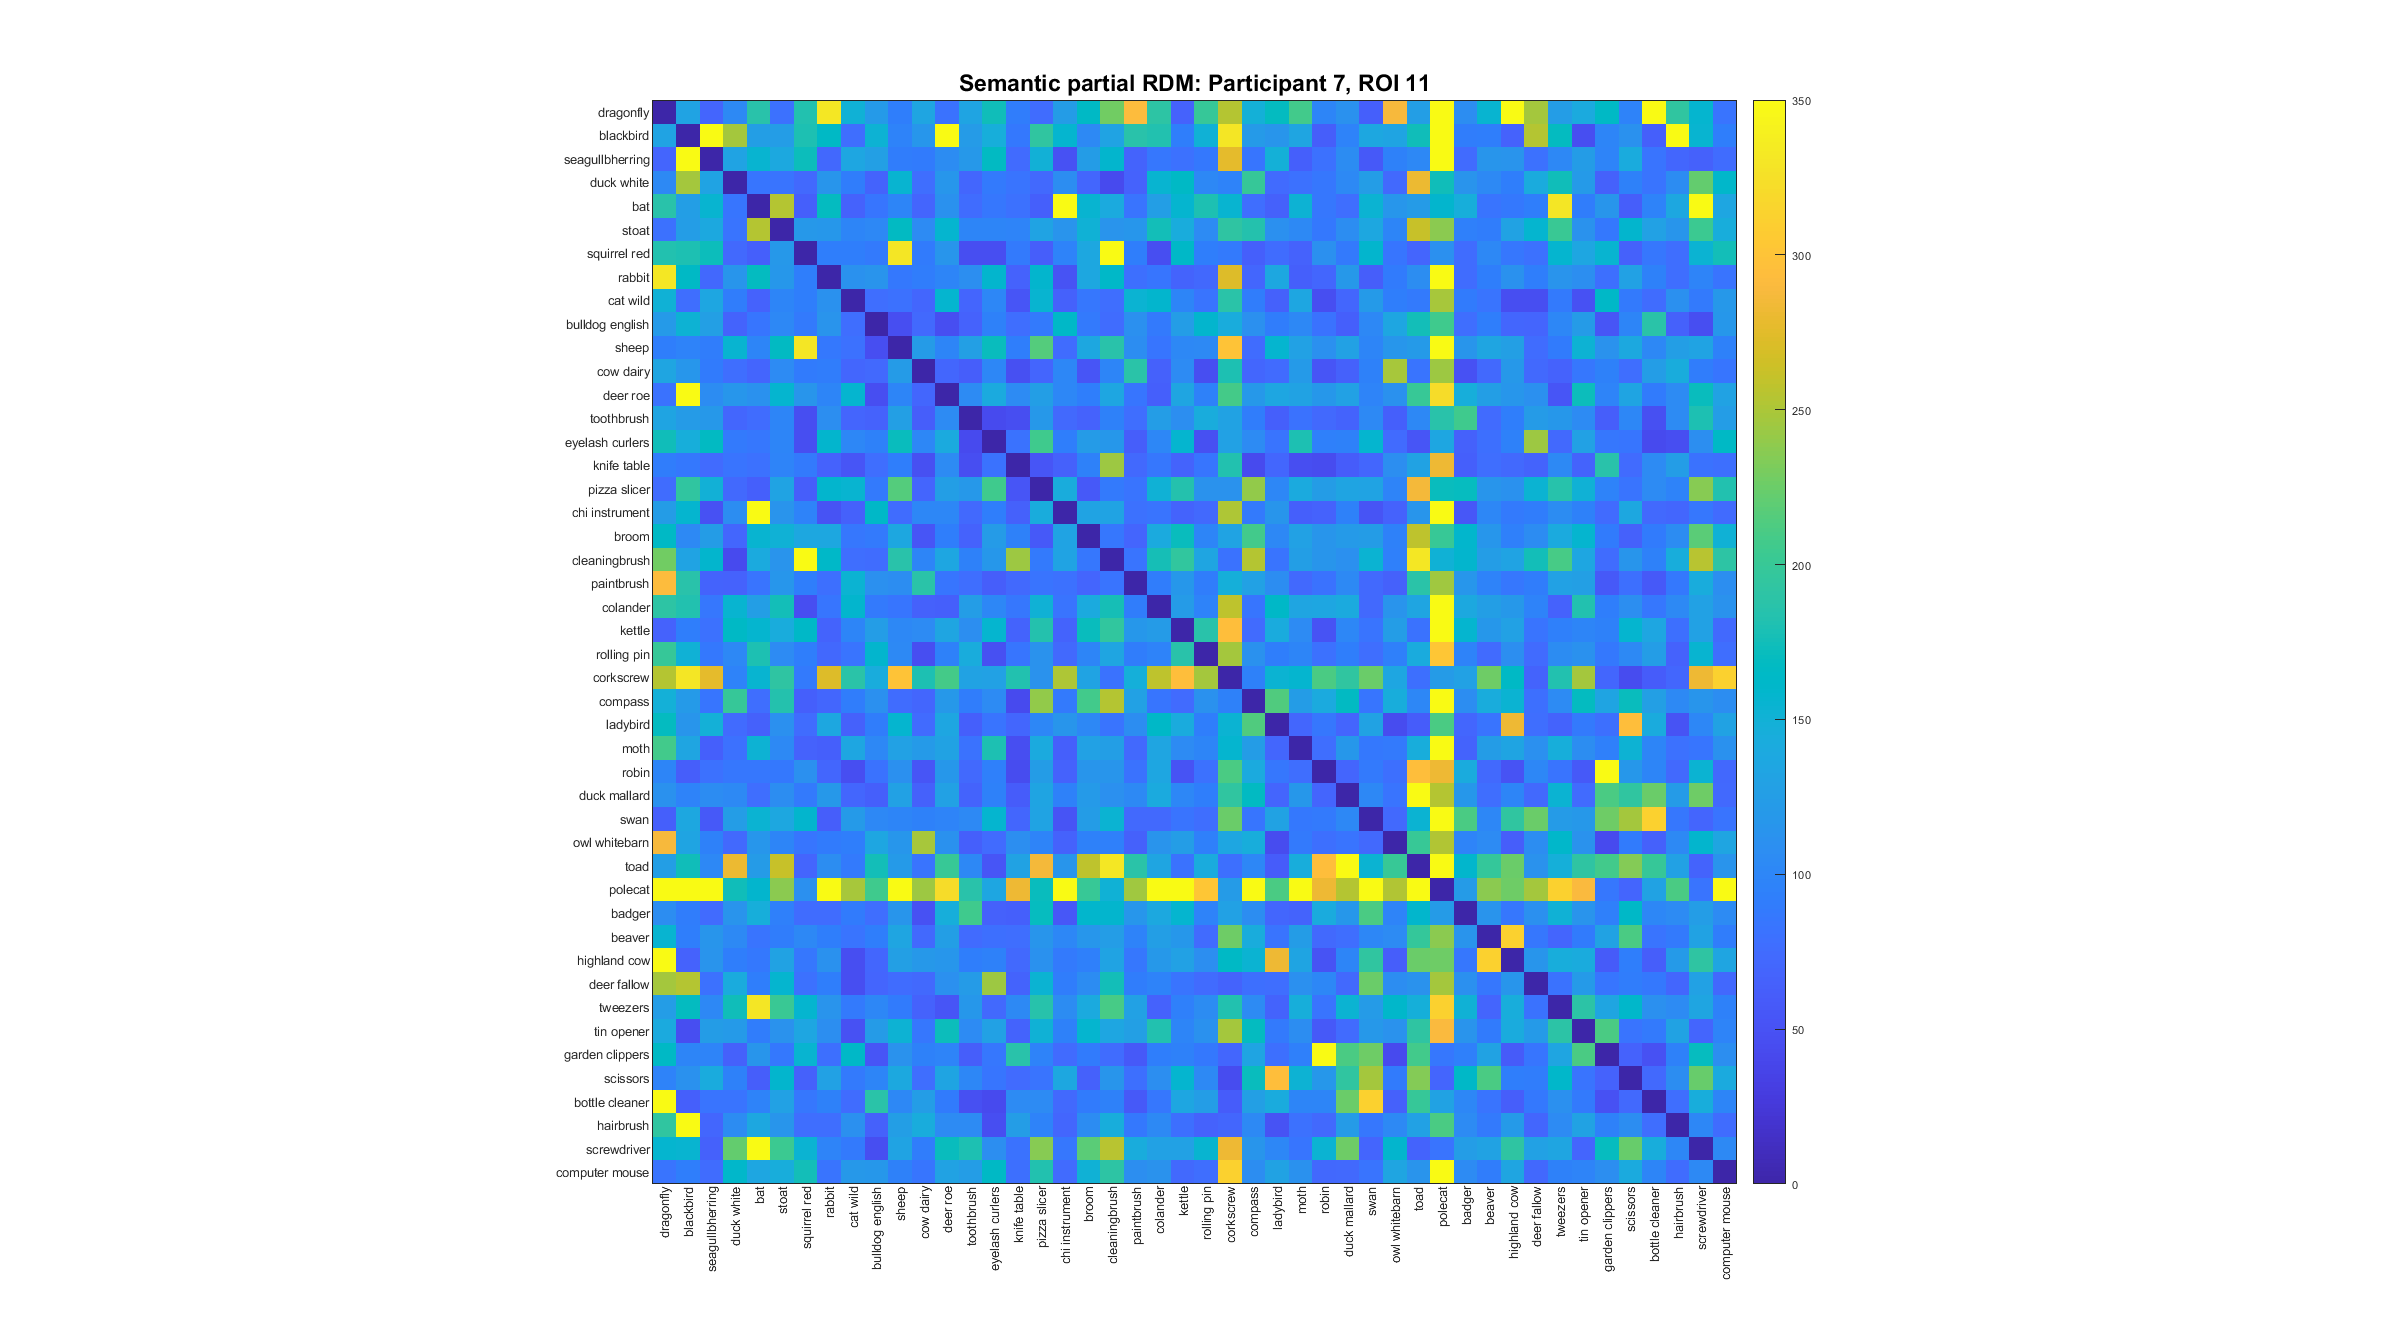 Semantic partial RDM: Participant 7, ROI 11
dragonfly
blackbird
seagullbherring
duck white
bat
stoat
squirrel red
rabbit
cat wild
bulldog english
sheep
cow dairy
deer roe
toothbrush
eyelash curlers
knife table
pizza slicer
chi instrument
broom
cleaningbrush
paintbrush
colander
kettle
rolling pin
corkscrew
compass
ladybird
moth
robin
duck mallard
swan
owl whitebarn
toad
polecat
badger
beaver
highland cow
deer fallow
tweezers
tin opener
garden clippers
scissors
bottle cleaner
hairbrush
screwdriver
computer mouse
dragonfly
blackbird
seagullbherring
duck white
bat
stoat
squirrel red
rabbit
cat wild
bulldog english
sheep
cow dairy
deer roe
toothbrush
eyelash curlers
knife table
pizza slicer
chi instrument
broom
cleaningbrush
paintbrush
colander
kettle
rolling pin
corkscrew
compass
ladybird
moth
robin
duck mallard
swan
owl whitebarn
toad
polecat
badger
beaver
highland cow
deer fallow
tweezers
tin opener
garden clippers
scissors
bottle cleaner
hairbrush
screwdriver
computer mouse
350
300
250
200
150
100
50
0